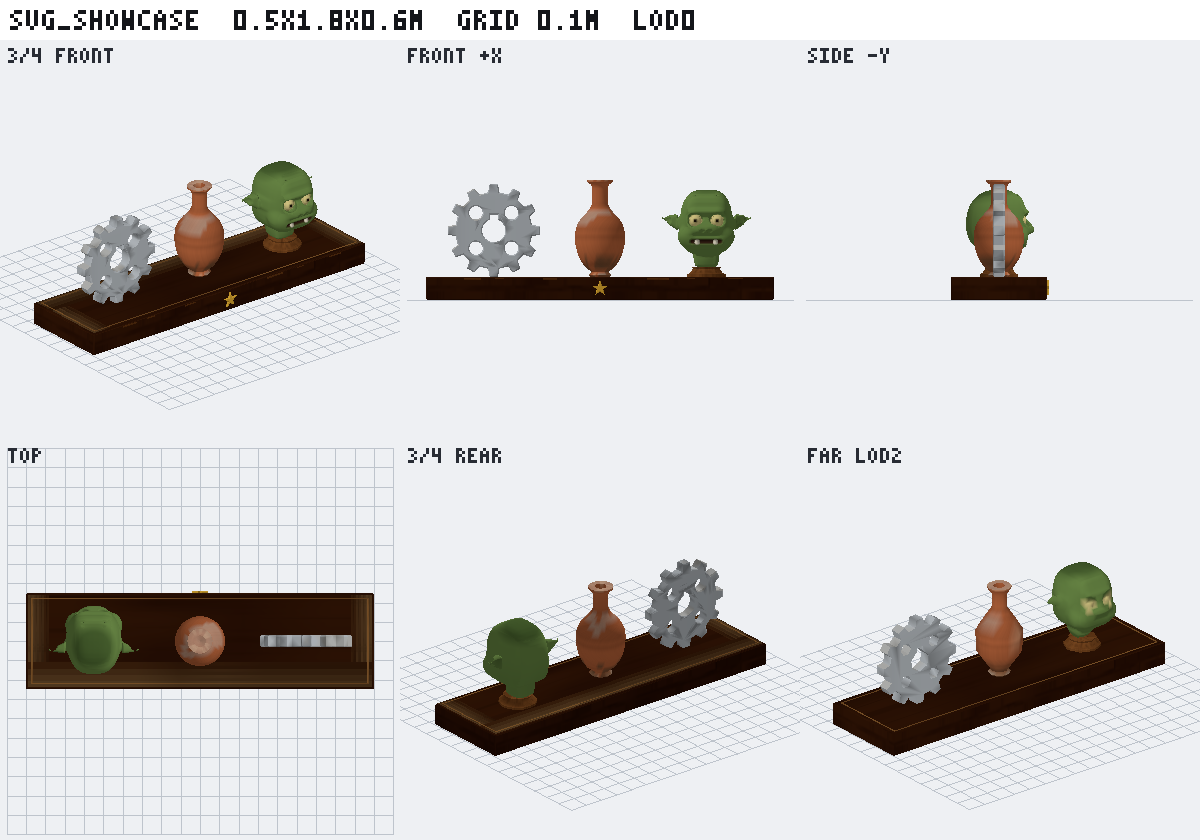 SVG_SHOWCASE 0.5X1.8X0.6M GRID 0.1M LOD0
3/4 FRONT
FRONT +X
SIDE -Y
TOP
3/4 REAR
FAR LOD2